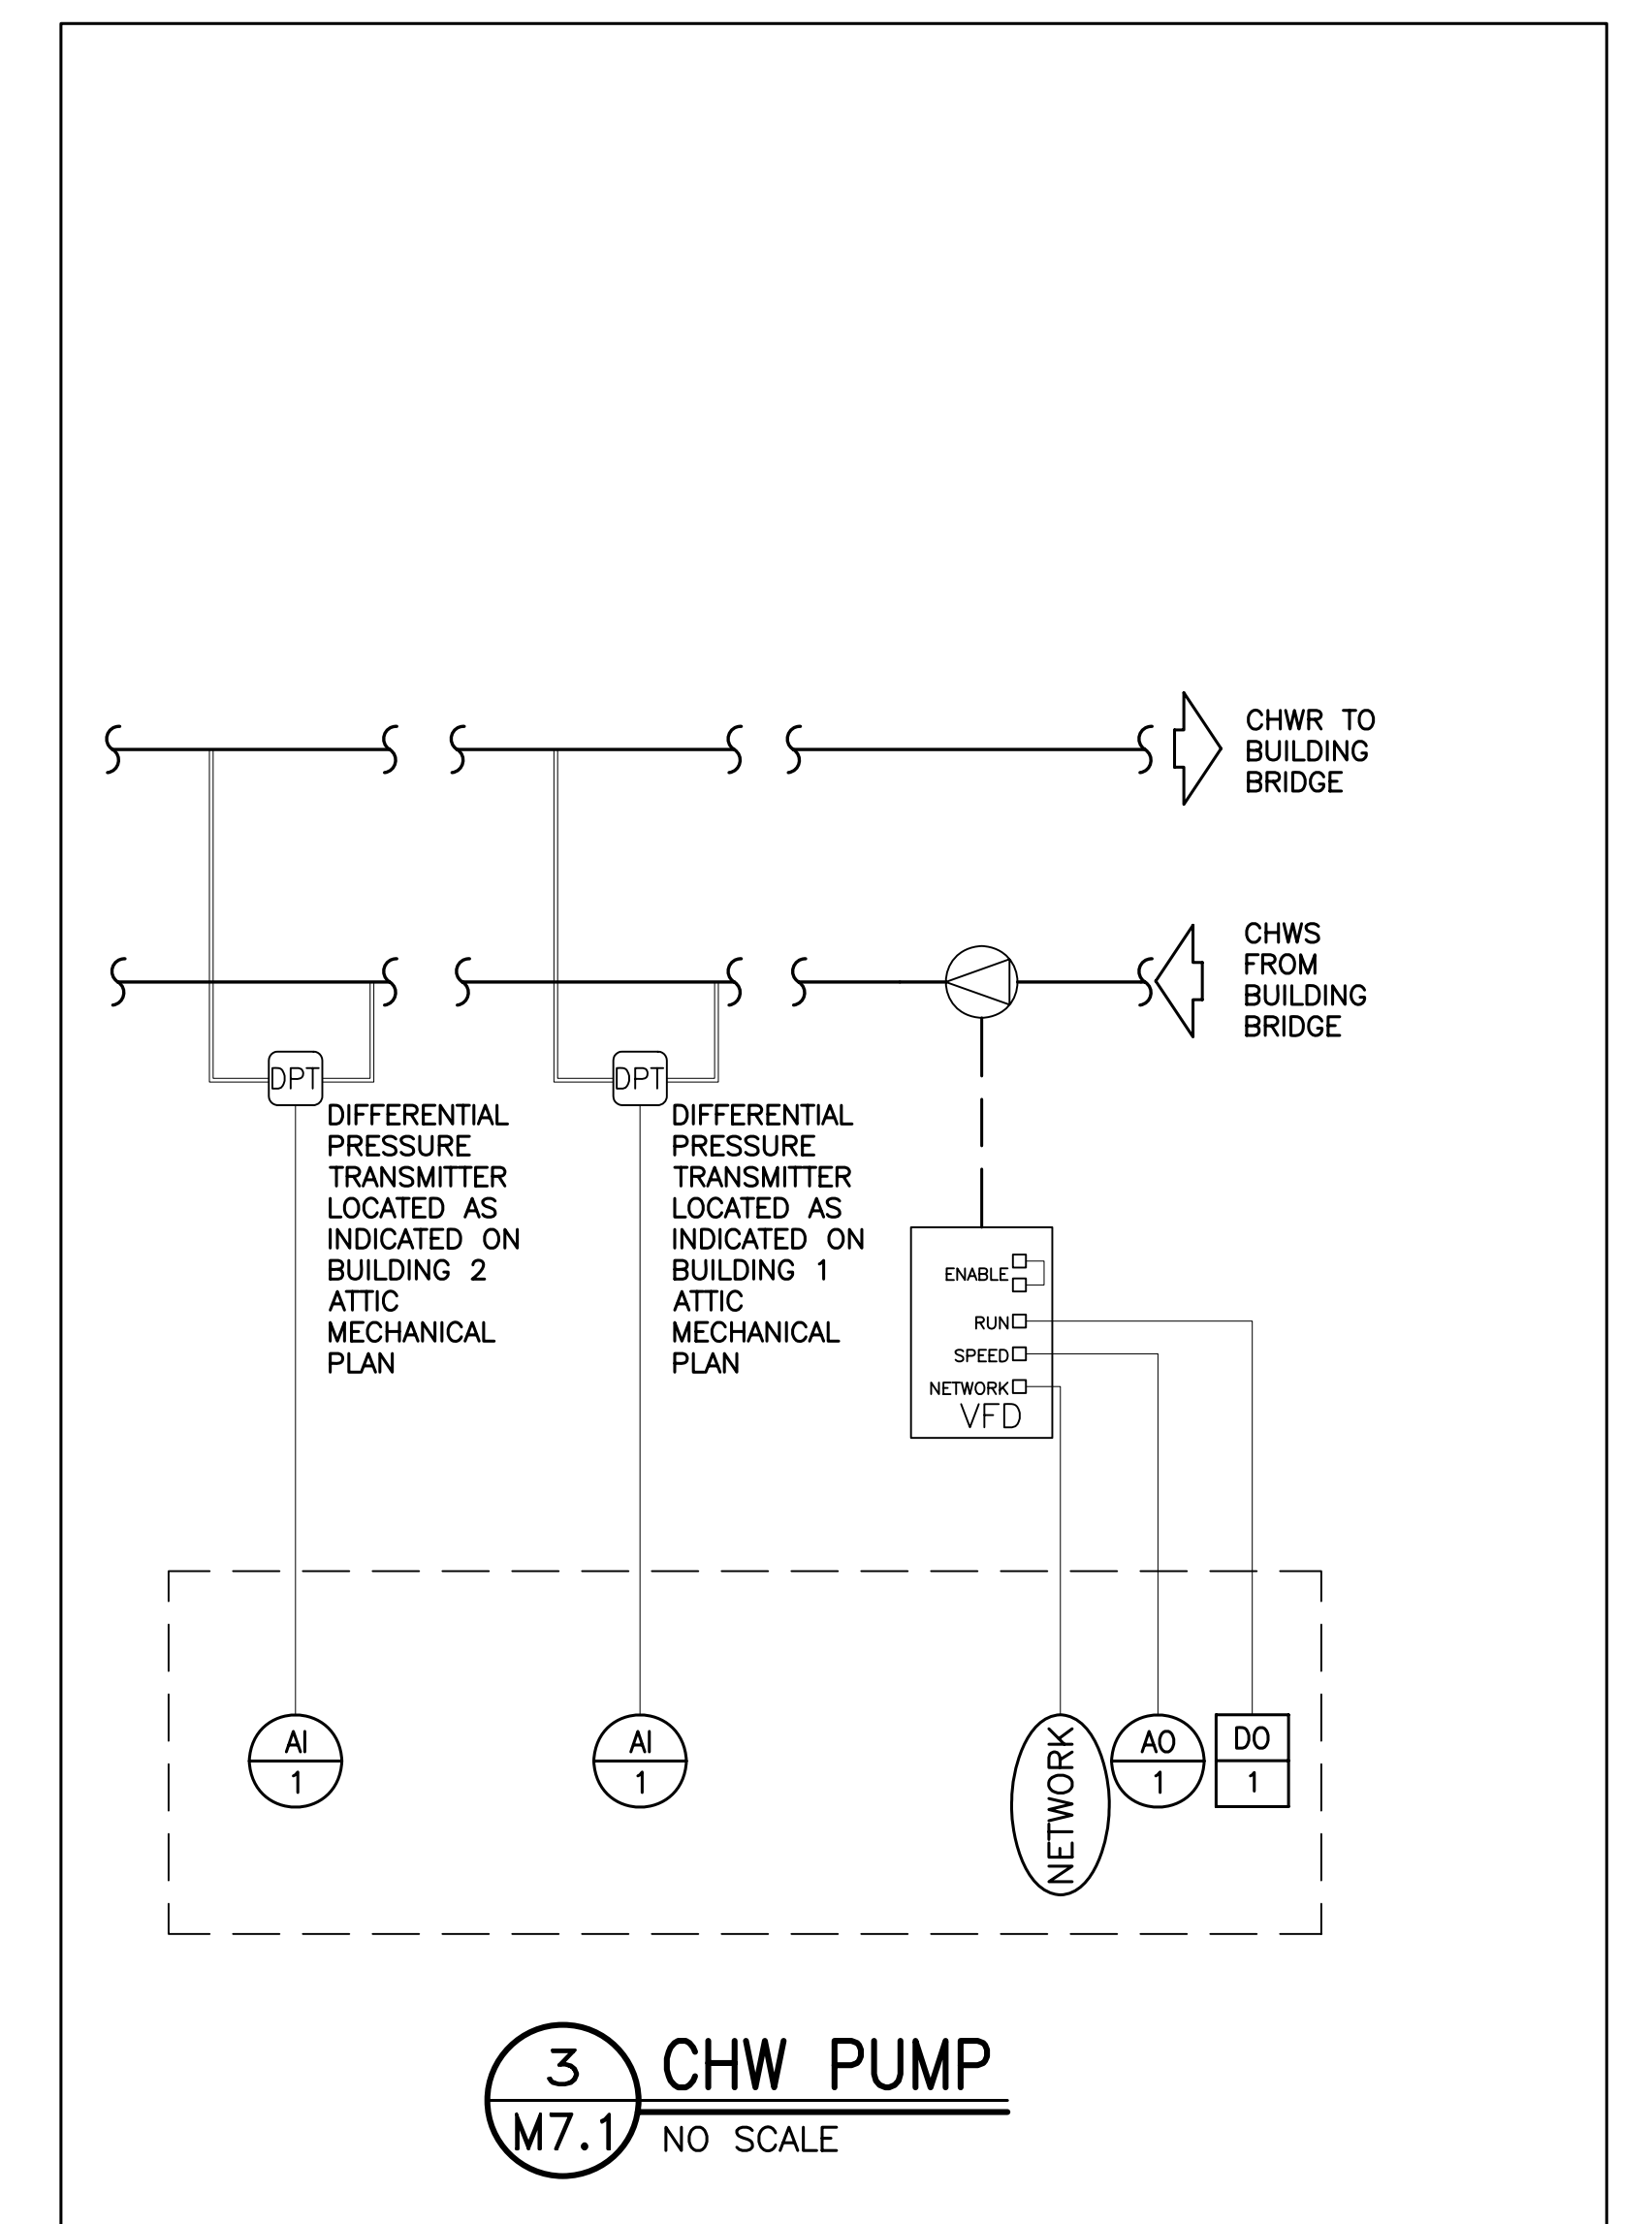 CHWR TO
BUILDING
BRIDGE
CHWS
FROM
BUILDING
BRIDGE
DPT
DIFFERENTIAL
PRESSURE
TRANSMITTER
LOCATED AS
INDICATED ON
BUILDING 2
ATTIC
MECHANICAL
PLAN
DPT
DIFFERENTIAL
PRESSURE
TRANSMITTER
LOCATED AS
INDICATED ON
BUILDING 1
ATTIC
MECHANICAL
PLAN
ENABLE
RUN
SPEED
NETWORK
VFD
AI
1
AI
1
NETWORK
AO
1
DO
1
3
M7.1
CHW PUMP
NO SCALE